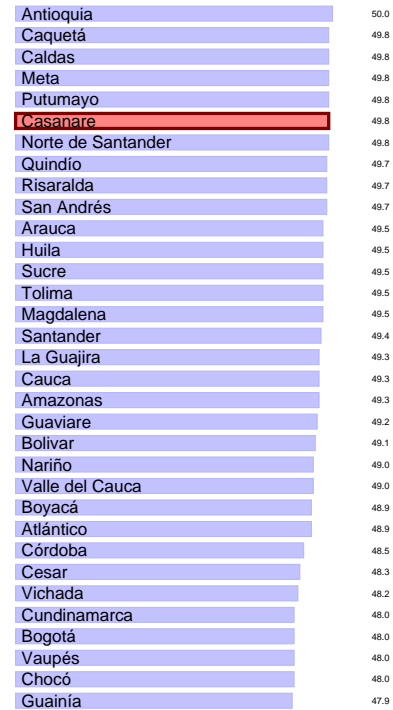 Antioquia 50.0
Caquetá 49.8
Caldas 49.8
Meta 49.8
Putumayo 49.8
Casanare 49.8
Norte de Santander 49.8
Quindío 49.7
Risaralda 49.7
San Andrés 49.7
Arauca 49.5
Huila 49.5
Sucre 49.5
Tolima 49.5
Magdalena 49.5
Santander 49.4
La Guajira 49.3
Cauca 49.3
Amazonas 49.3
Guaviare 49.2
Bolivar 49.1
Nariño 49.0
Valle del Cauca 49.0
Boyacá 48.9
Atlántico 48.9
Córdoba 48.5
Cesar 48.3
Vichada 48.2
Cundinamarca 48.0
Bogotá 48.0
Vaupés 48.0
Chocó 48.0
Guainía 47.9